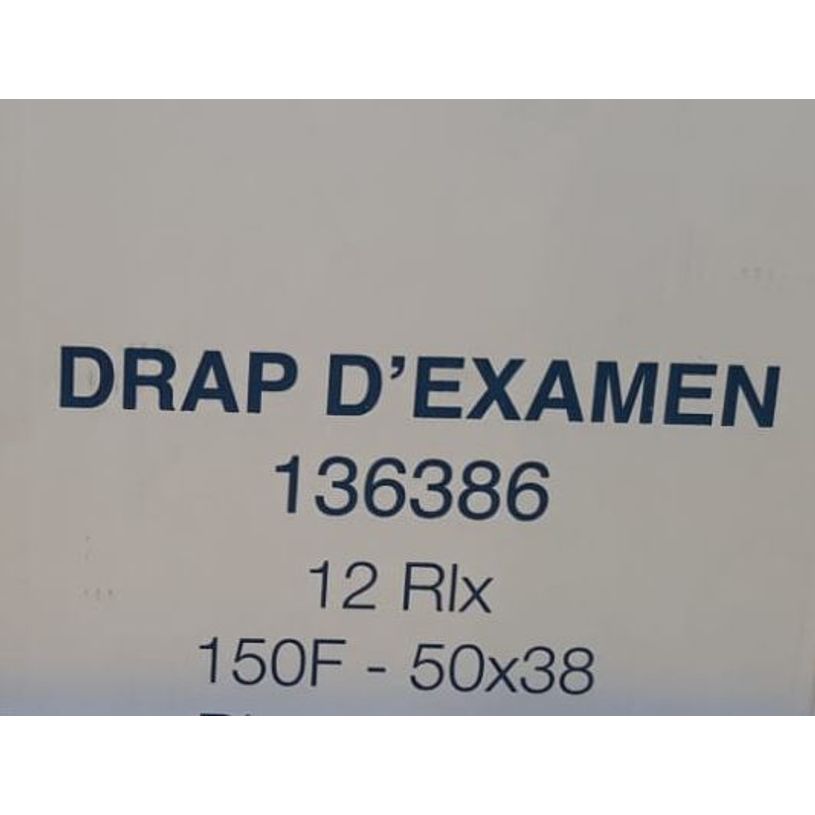 DRAP D'EXAMEN
136386
12 Rlx
150F - 50x38